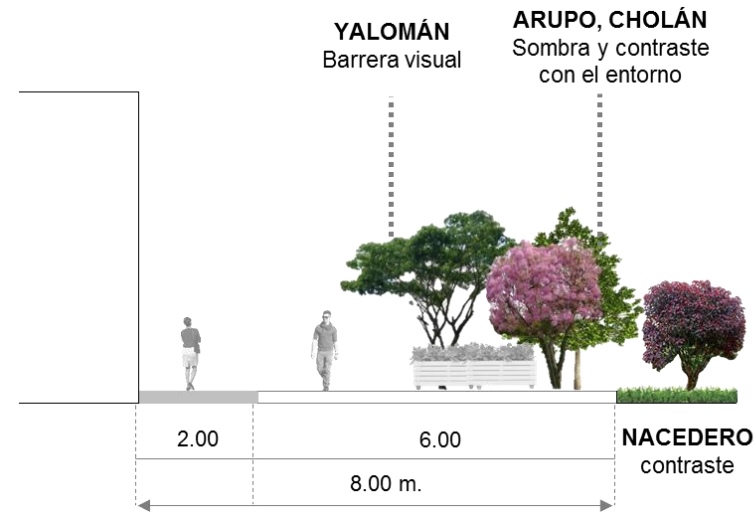 YALOMÁN
Barrera visual
ARUPO, CHOLÁN
Sombra y contraste
con el entorno
2.00
6.00
8.00 m.
NACEDERO
contraste